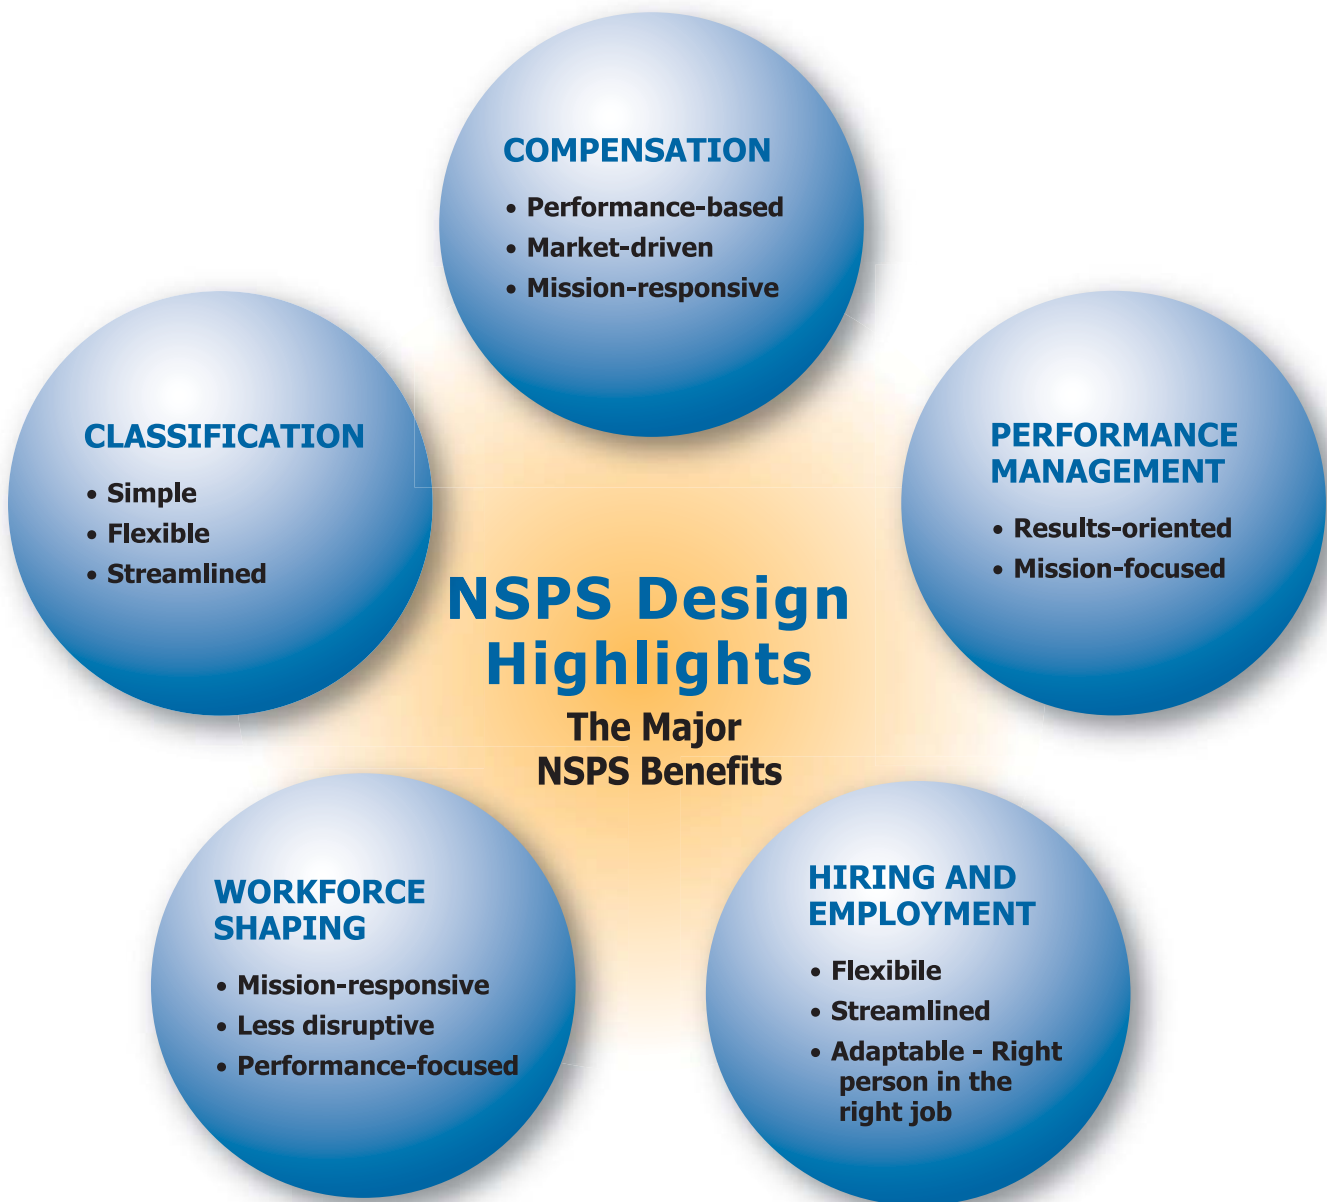 COMPENSATION
• Performance-based
• Market-driven
• Mission-responsive
CLASSIFICATION
• Simple
• Flexible
• Streamlined
PERFORMANCE
MANAGEMENT
• Results-oriented
• Mission-focused
NSPS Design
Highlights
The Major
NSPS Benefits
WORKFORCE
SHAPING
• Mission-responsive
• Less disruptive
• Performance-focused
HIRING AND
EMPLOYMENT
• Flexibile
• Streamlined
• Adaptable - Right
person in the
right job